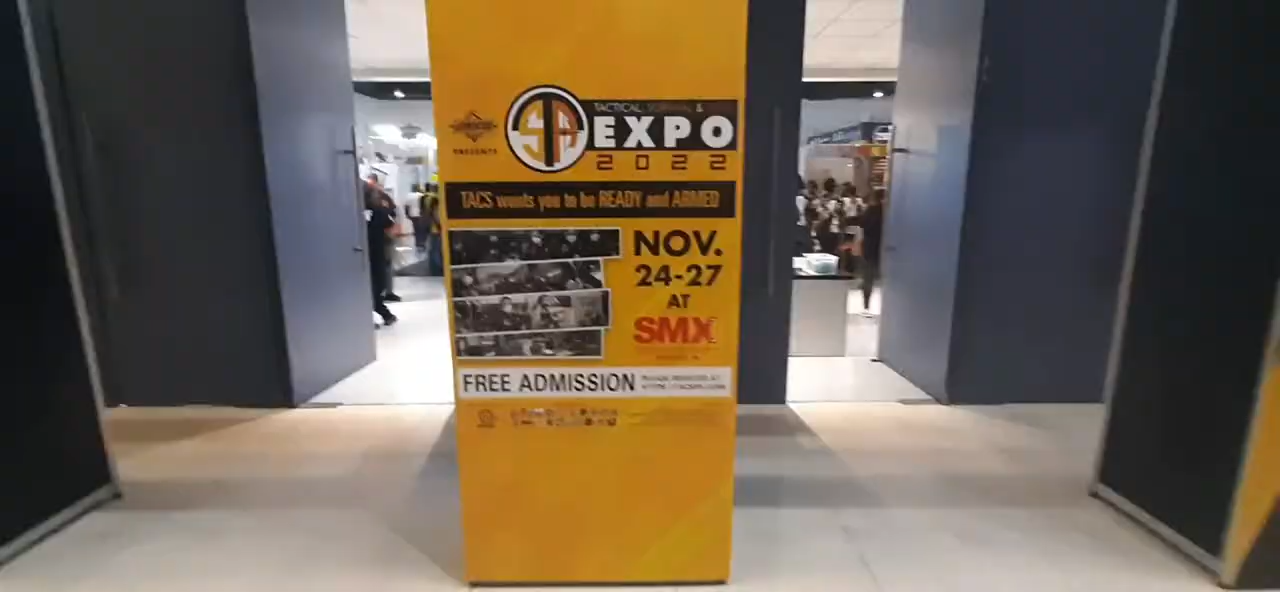 PRESENTS
TACTICAL, SURVIVAL &
EXPO
2022
TACS wants you to be READY and ARMED
NOV.
24-27
AT
SMX
FREE ADMISSION